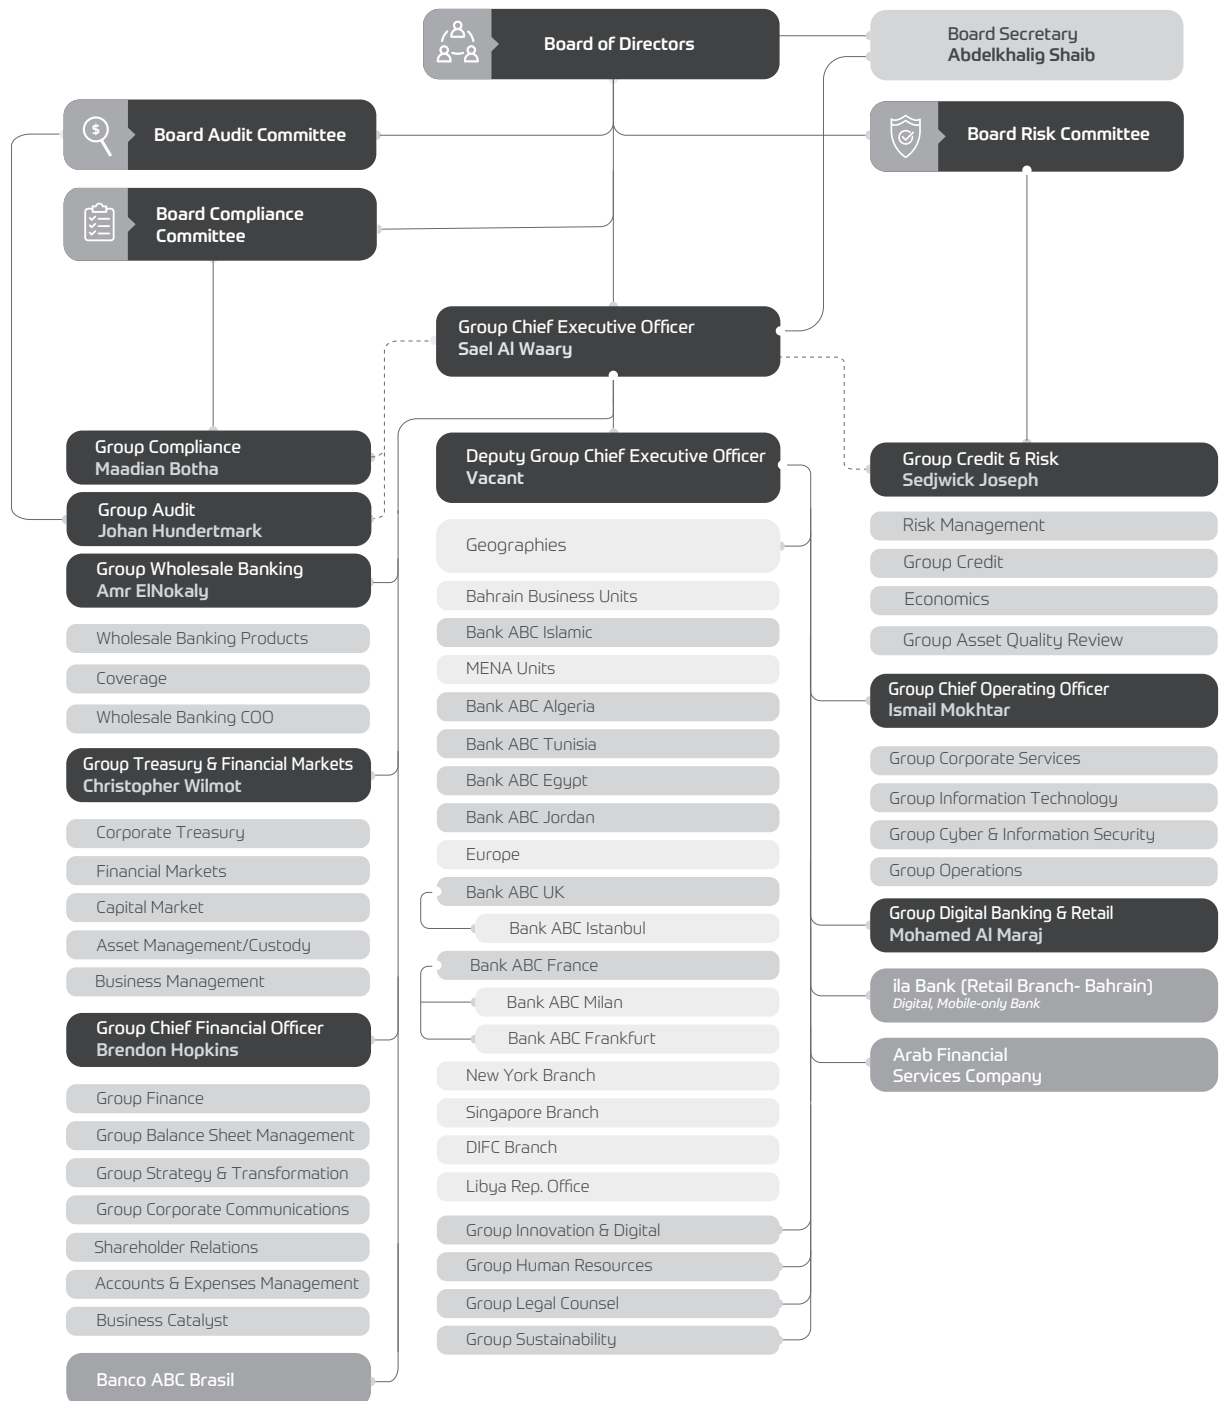 Board of Directors
Board Secretary
Abdelkhalig Shaib
$
Board Audit Committee
Board Risk Committee
Board Compliance
Committee
Group Chief Executive Officer
Sael Al Waary
Group Compliance
Maadian Botha
Group Audit
Johan Hundertmark
Group Wholesale Banking
Amr ElNokaly
Wholesale Banking Products
Coverage
Wholesale Banking COO
Group Treasury & Financial Markets
Christopher Wilmot
Corporate Treasury
Financial Markets
Capital Market
Asset Management/Custody
Business Management
Group Chief Financial Officer
Brendon Hopkins
Group Finance
Group Balance Sheet Management
Group Strategy & Transformation
Group Corporate Communications
Shareholder Relations
Accounts & Expenses Management
Business Catalyst
Banco ABC Brasil
Deputy Group Chief Executive Officer
Vacant
Geographies
Bahrain Business Units
Bank ABC Islamic
MENA Units
Bank ABC Algeria
Bank ABC Tunisia
Bank ABC Egypt
Bank ABC Jordan
Europe
Bank ABC UK
Bank ABC Istanbul
Bank ABC France
Bank ABC Milan
Bank ABC Frankfurt
New York Branch
Singapore Branch
DIFC Branch
Libya Rep. Office
Group Innovation & Digital
Group Human Resources
Group Legal Counsel
Group Sustainability
Group Credit & Risk
Sedjwick Joseph
Risk Management
Group Credit
Economics
Group Asset Quality Review
Group Chief Operating Officer
Ismail Mokhtar
Group Corporate Services
Group Information Technology
Group Cyber & Information Security
Group Operations
Group Digital Banking & Retail
Mohamed Al Maraj
ila Bank (Retail Branch- Bahrain)
Digital, Mobile-only Bank
Arab Financial
Services Company